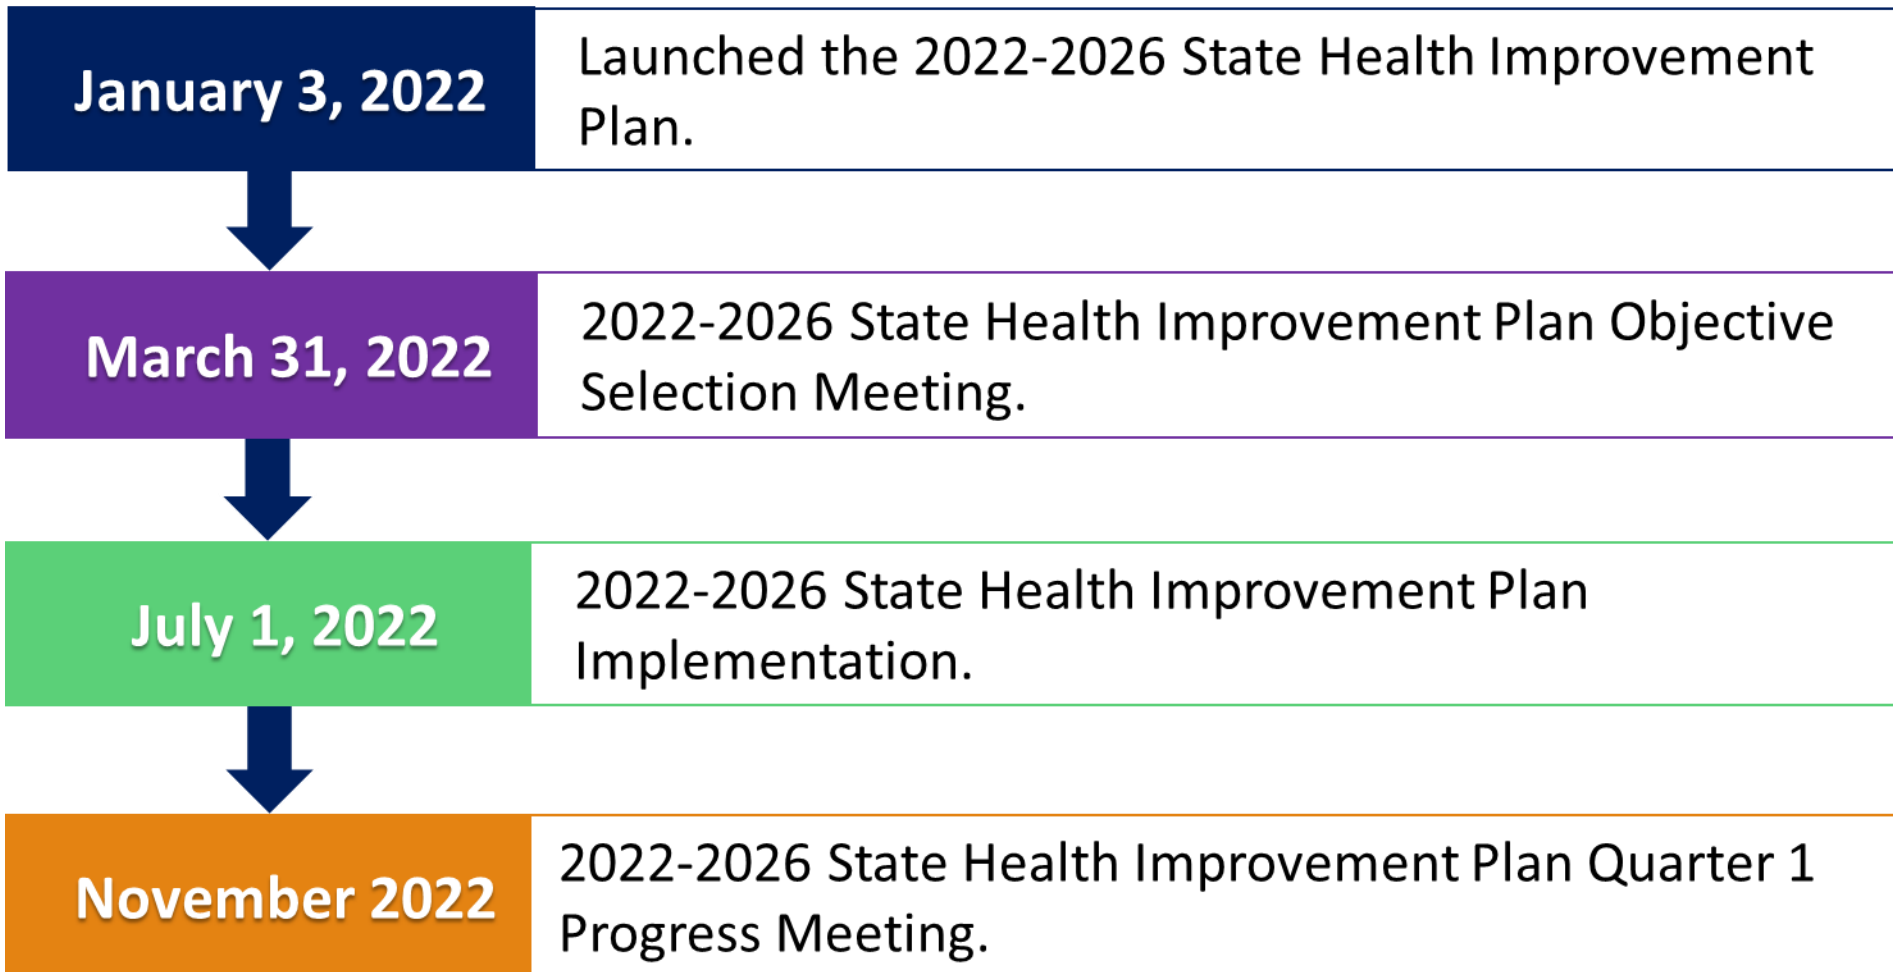 January 3, 2022
Launched the 2022-2026 State Health Improvement
Plan.
March 31, 2022
2022-2026 State Health Improvement Plan Objective
Selection Meeting.
July 1, 2022
2022-2026 State Health Improvement Plan
Implementation.
November 2022
2022-2026 State Health Improvement Plan Quarter 1
Progress Meeting.